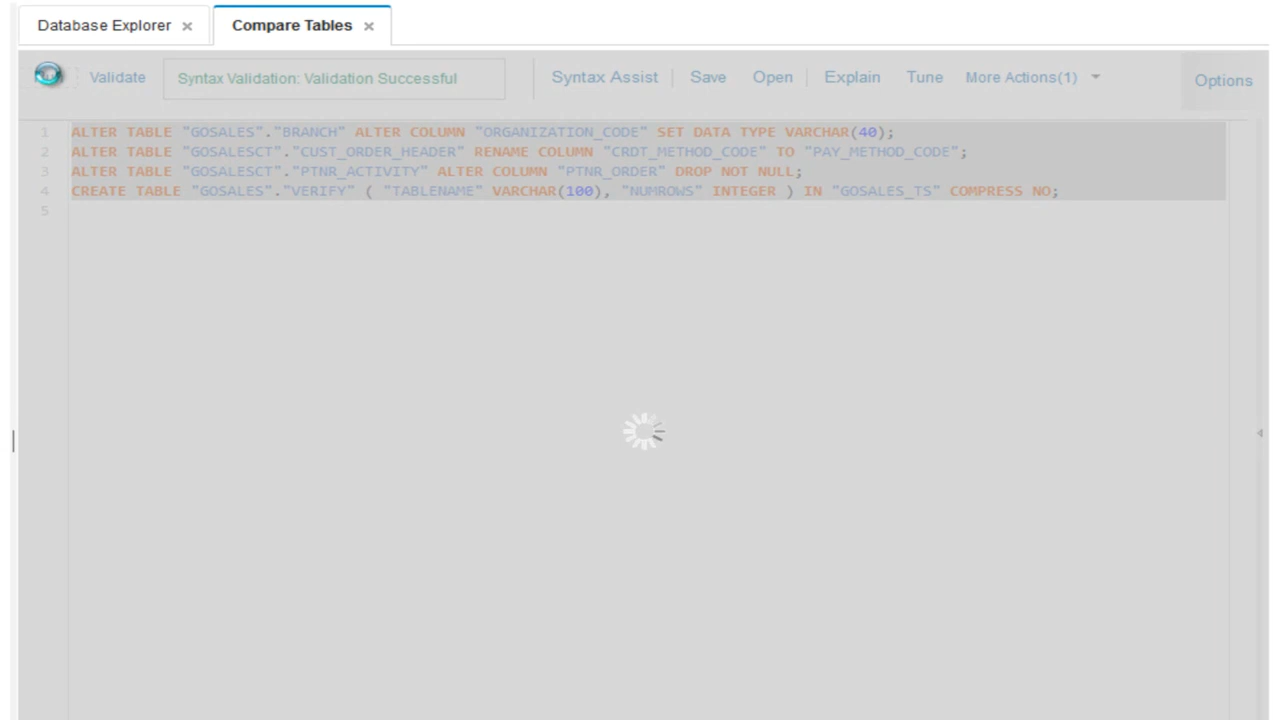 Database Explorer × Compare Tables ×
Validate Syntax Validation: Validation Successful Syntax Assist Save Open Explain Tune More Actions(1) Options
1 ALTER TABLE "GOSALES"."BRANCH" ALTER COLUMN "ORGANIZATION_CODE" SET DATA TYPE VARCHAR(40);
2 ALTER TABLE "GOSALESCT"."CUST_ORDER_HEADER" RENAME COLUMN "CRDT_METHOD_CODE" TO "PAY_METHOD_CODE";
3 ALTER TABLE "GOSALESCT"."PTNR_ACTIVITY" ALTER COLUMN "PTNR_ORDER" DROP NOT NULL;
4 CREATE TABLE "GOSALES"."VERIFY" ( "TABLENAME" VARCHAR(100), "NUMROWS" INTEGER ) IN "GOSALES_TS" COMPRESS NO;
5